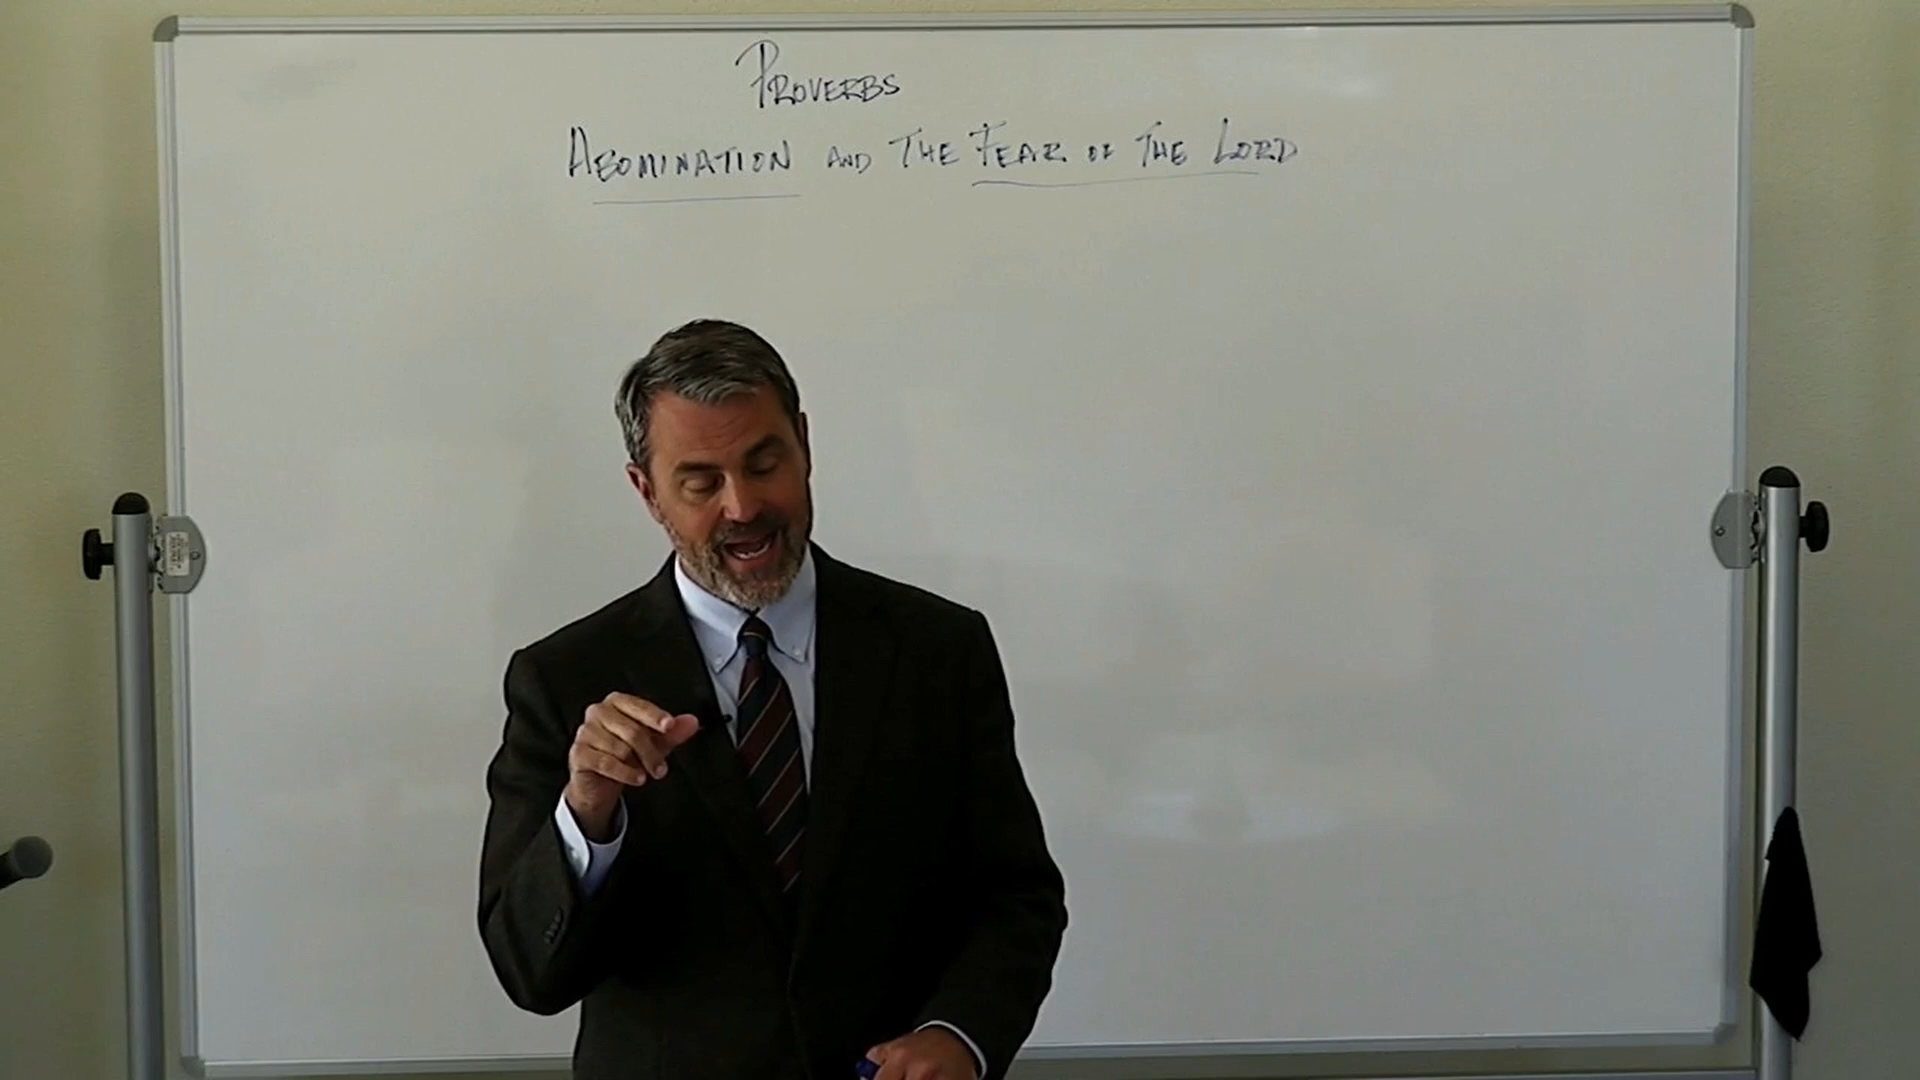 PROVERBS
ABOMINATION AND THE FEAR OF THE LORD